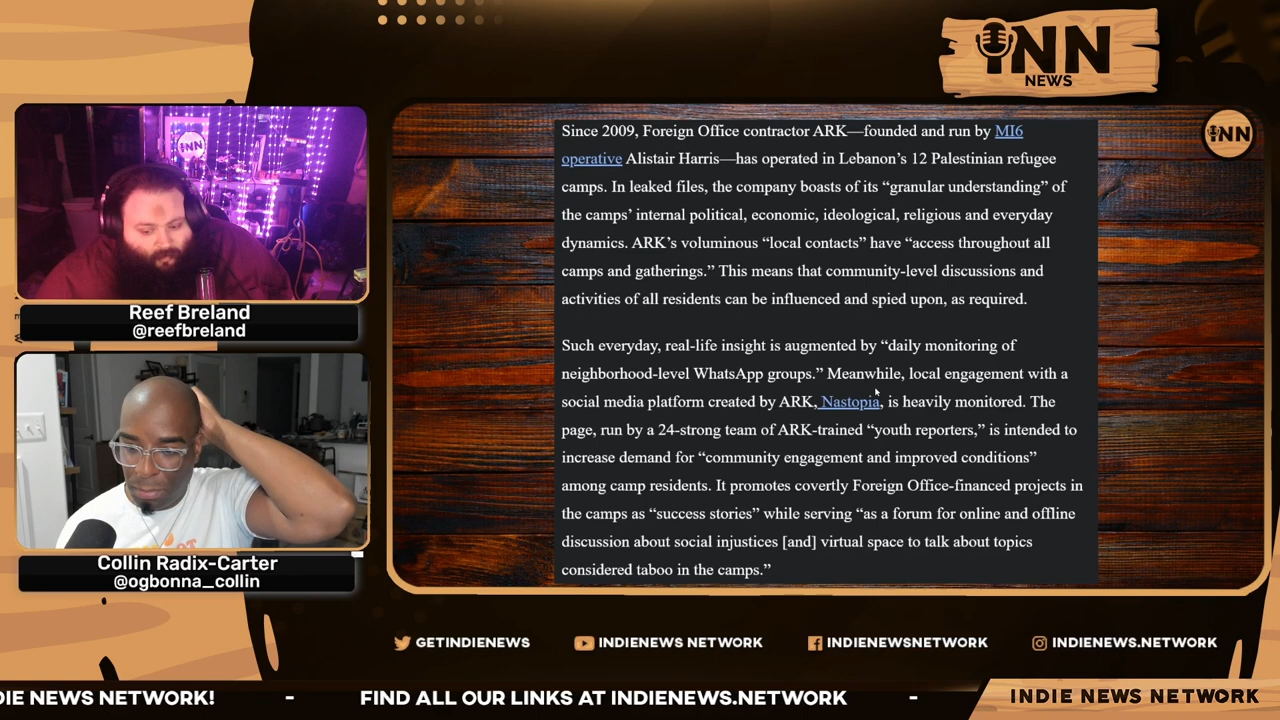 iNN
NEWS
iNN
iNN
Reef Breland
@reefbreland
Collin Radix-Carter
@ogbonna_collin
Since 2009, Foreign Office contractor ARK—founded and run by MI6
operative Alistair Harris—has operated in Lebanon’s 12 Palestinian refugee
camps. In leaked files, the company boasts of its “granular understanding” of
the camps’ internal political, economic, ideological, religious and everyday
dynamics. ARK’s voluminous “local contacts” have “access throughout all
camps and gatherings.” This means that community-level discussions and
activities of all residents can be influenced and spied upon, as required.
Such everyday, real-life insight is augmented by “daily monitoring of
neighborhood-level WhatsApp groups.” Meanwhile, local engagement with a
social media platform created by ARK, Nastopia, is heavily monitored. The
page, run by a 24-strong team of ARK-trained “youth reporters,” is intended to
increase demand for “community engagement and improved conditions”
among camp residents. It promotes covertly Foreign Office-financed projects in
the camps as “success stories” while serving “as a forum for online and offline
discussion about social injustices [and] virtual space to talk about topics
considered taboo in the camps.”
GETINDIENEWS
INDIENEWS NETWORK
INDIENEWSNETWORK
INDIENEWS.NETWORK
DIE NEWS NETWORK! - FIND ALL OUR LINKS AT INDIENEWS.NETWORK -
INDIE NEWS NETWORK